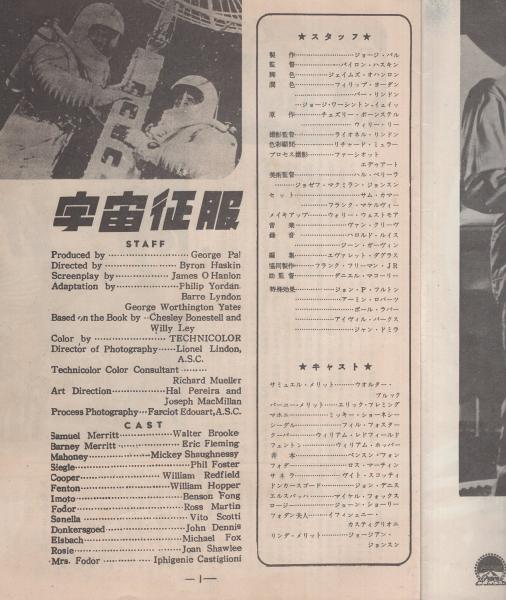 宇宙征服
STAFF
Produced by ………………… George Pal
Directed by ………………… Byron Haskin
Screenplay by ………… James O'Hanlon
Adaptation by ………… Philip Yordan.
Barre Lyndon
George Worthington Yates
Based on the Book by…Chesley Bonestell and
Willy Ley
Color by ………………… TECHNICOLOR
Director of Photography……Lionel Lindon,
A.S.C.
Technicolor Color Consultant ………
Richard Mueller
Art Direction…………Hal Pereira and
Joseph MacMillan
Process Photography…Farciot Edouart,A.S.C.
CAST
Samuel Merritt…………Walter Brooke
Barney Merritt……………Eric Fleming
Mahoney……………Mickey Shaughnessy
Siegle……………………Phil Foster
Cooper………………William Redfield
Fenton………………William Hopper
Imoto……………………Benson Fong
Fodor……………………Ross Martin
Sanella……………………Vito Scotti
Donkersgoed……………John Dennis
Elsbach…………………Michael Fox
Rosie……………………Joan Shawlee
Mrs. Fodor …………Iphigenie Castiglioni
—1—
★スタッフ★
製作………………ジョージ・パル
監督………………バイロン・ハスキン
脚色………………ジェイムズ・オハンロン
潤色………………フィリップ・ヨーダン
………………バー・リンドン
………ジョージ・ワーシントン・イェイツ
原作………………チェズリー・ボーンステル
………………ウィリー・リー
撮影監督………………ライオネル・リンドン
色彩顧問………………リチャード・ミュラー
プロセス撮影…………ファーシオット
エデュアート
美術監督………………ハル・ペリーラ
………ジョゼフ・マクミラン・ジョンスン
セット………………サム・カマー
………………フランク・マケルヴィー
メイキアップ………ウォリー・ウェストモア
音楽………………ヴァン・クリーヴ
録音………………ハロルド・ルイス
………………ジーン・ガーヴィン
編集………………エヴァレット・ダグラス
協同製作………フランク・フリーマン・JR
助監督………………ダニエル・マコーリー
特殊効果………………ジョン・P・フルトン
………………アーミン・ロバーツ
………………ポール・ラパー
………………アイヴィル・バークス
………………ジャン・ドミラ
★キャスト★
サミュエル・メリット………ウオルター・
ブルック
バーニー・メリット………エリック・フレミング
マホニー………ミッキー・ショーネシー
シーグル………………フィル・フォスター
クーパー………ウィリアム・レドフィールド
フェントン………ウィリアム・ホッパー
井本………………ベンスン・フォン
フォダ………………ロス・マーティン
サネラ………………ヴイト・スコッティ
ドンカースゴード………ジョン・デニス
エルスバッハ………マイケル・フォックス
ロージー………………ジョーン・ショーリー
フォダン夫人………イフィンユニー・
カスティグリオニ
リンダ・メリット………ジョージアン・
ジョンスン